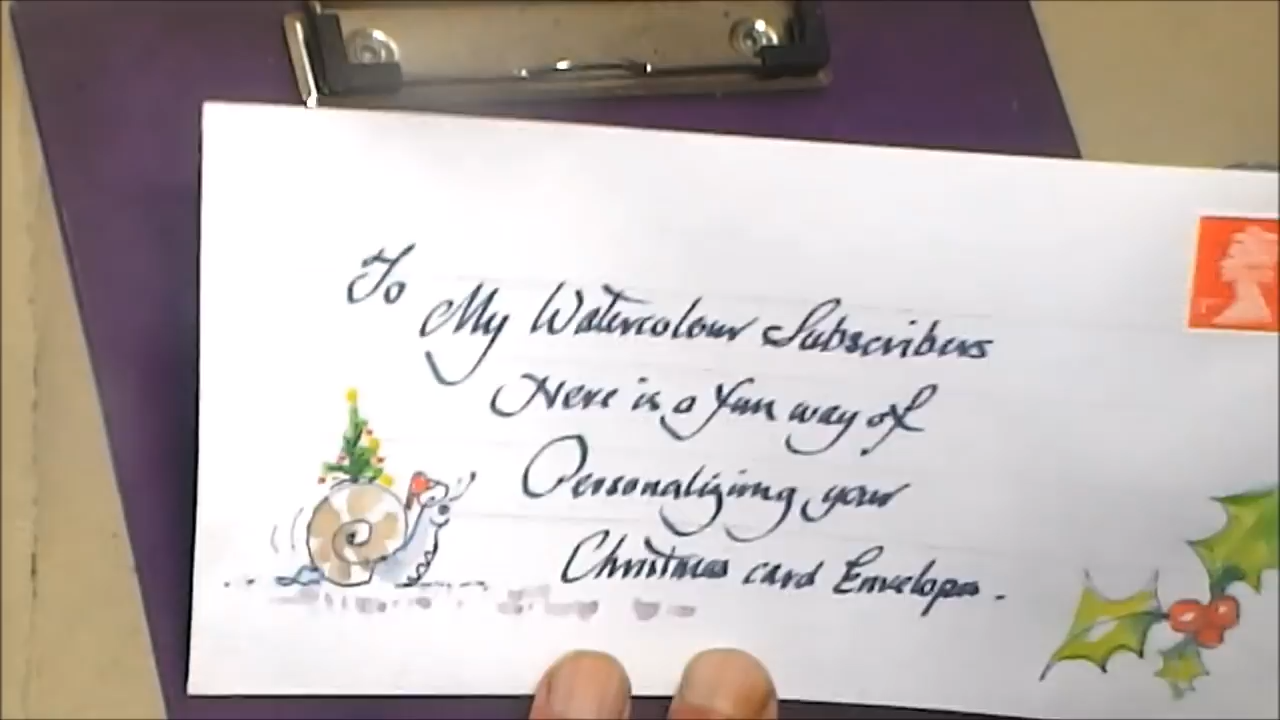 To
My Watercolour Subscribers
Here is a fun way of
Personalizing your
Christmas card Envelopes.